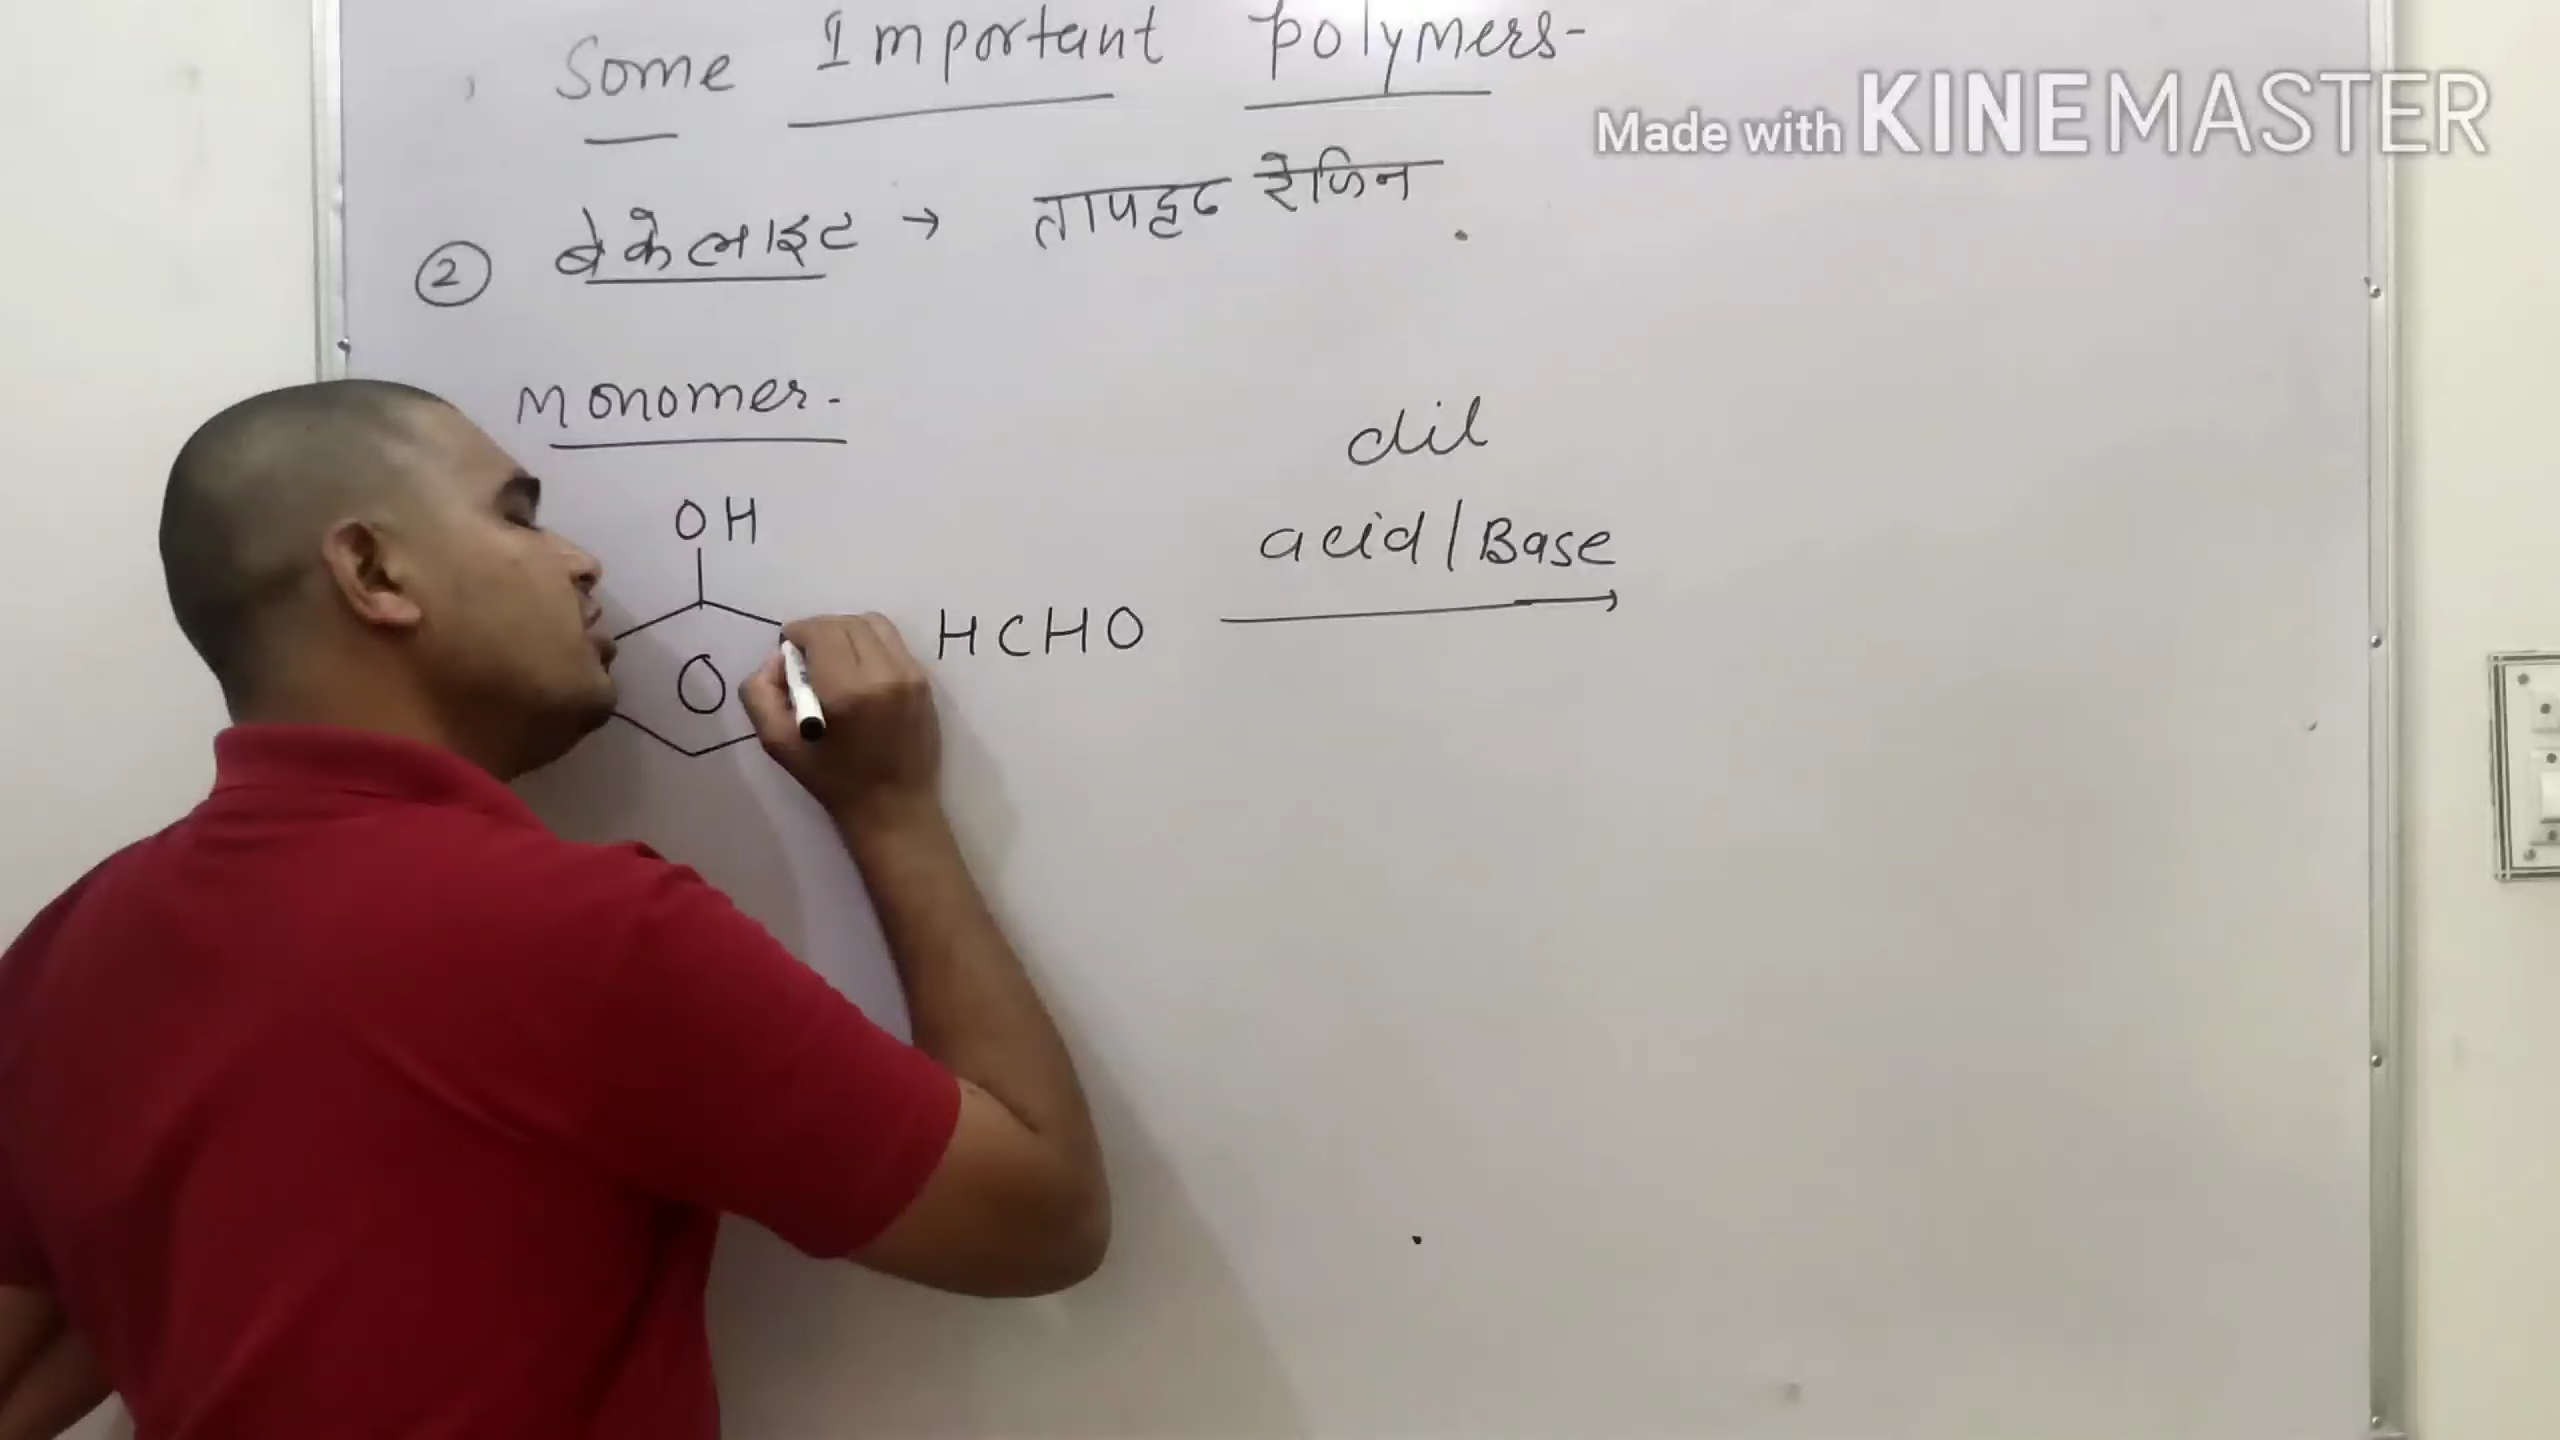 Some Important polymers-
Made with KINEMASTER
② बेकेलाइट → तापदृढ रेजिन
Monomer-
dil
OH
acid/Base
HCHO